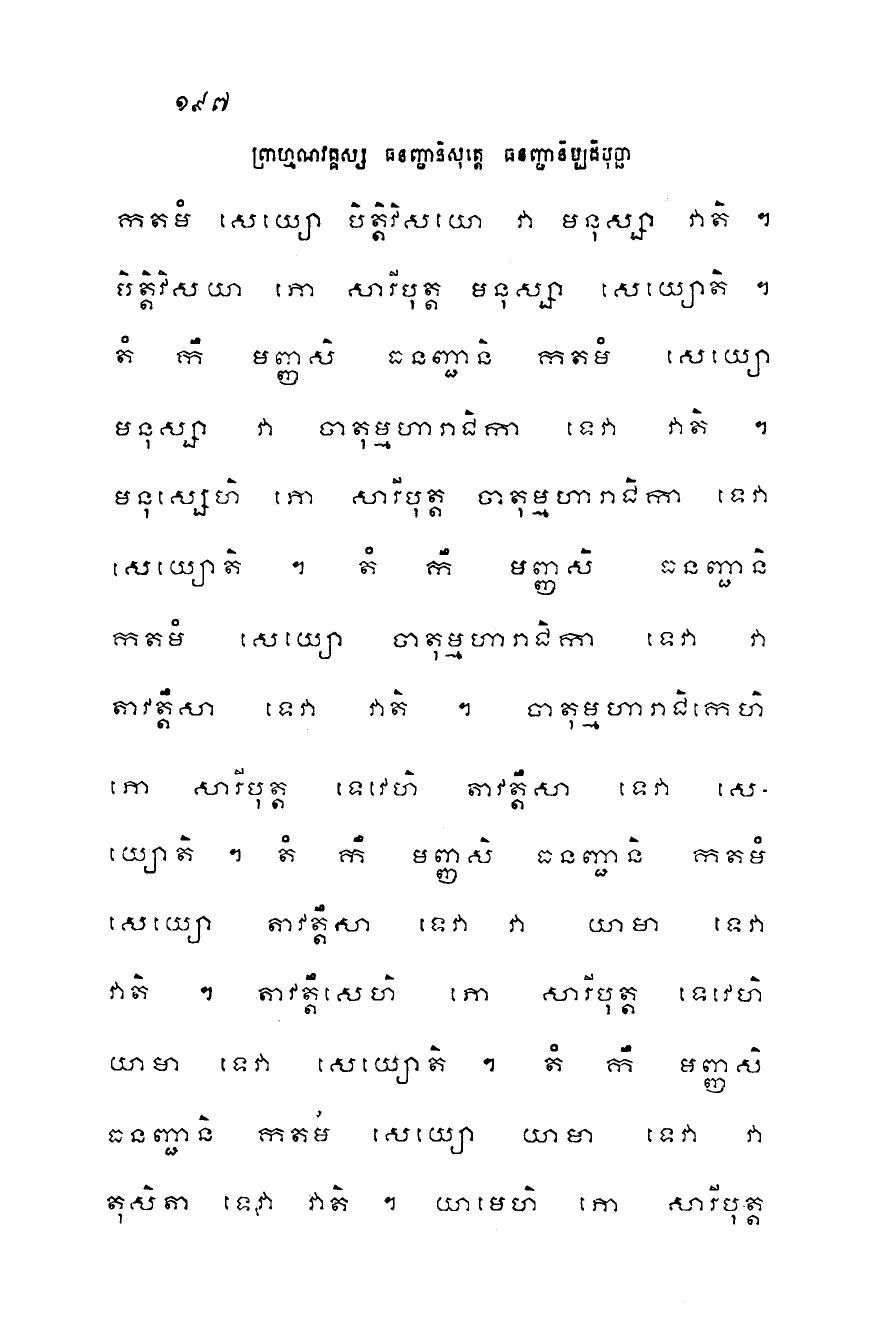 ១៩៧
ព្រាហ្មណវគ្គស្ស ធនញ្ជានិសុត្តេ ធនញ្ជានិប្បដិបុច្ឆា
កតមំ សេយ្យោ បិត្តិវិសយោ វា មនុស្សា វាតិ ។
បិត្តិវិសយា ភោ សារីបុត្ត មនុស្សា សេយ្យោតិ ។
តំ កឹ មញ្ញសិ ធនញ្ជានិ កតមំ សេយ្យោ
មនុស្សា វា ចាតុម្មហារាជិកា ទេវា វាតិ ។
មនុស្សេហិ ភោ សារីបុត្ត ចាតុម្មហារាជិកា ទេវា
សេយ្យោតិ ។ តំ កឹ មញ្ញសិ ធនញ្ជានិ
កតមំ សេយ្យោ ចាតុម្មហារាជិកា ទេវា វា
តាវត្តឹសា ទេវា វាតិ ។ ចាតុម្មហារាជិកេហិ
ភោ សារីបុត្ត ទេវេហិ តាវត្តឹសា ទេវា សេ-
យ្យោតិ ។ តំ កឹ មញ្ញសិ ធនញ្ជានិ កតមំ
សេយ្យោ តាវត្តឹសា ទេវា វា យាមា ទេវា
វាតិ ។ តាវត្តឹសេហិ ភោ សារីបុត្ត ទេវេហិ
យាមា ទេវា សេយ្យោតិ ។ តំ កឹ មញ្ញសិ
ធនញ្ជានិ កតមំ សេយ្យោ យាមា ទេវា វា
តុសិតា ទេវា វាតិ ។ យាមេហិ ភោ សារីបុត្ត